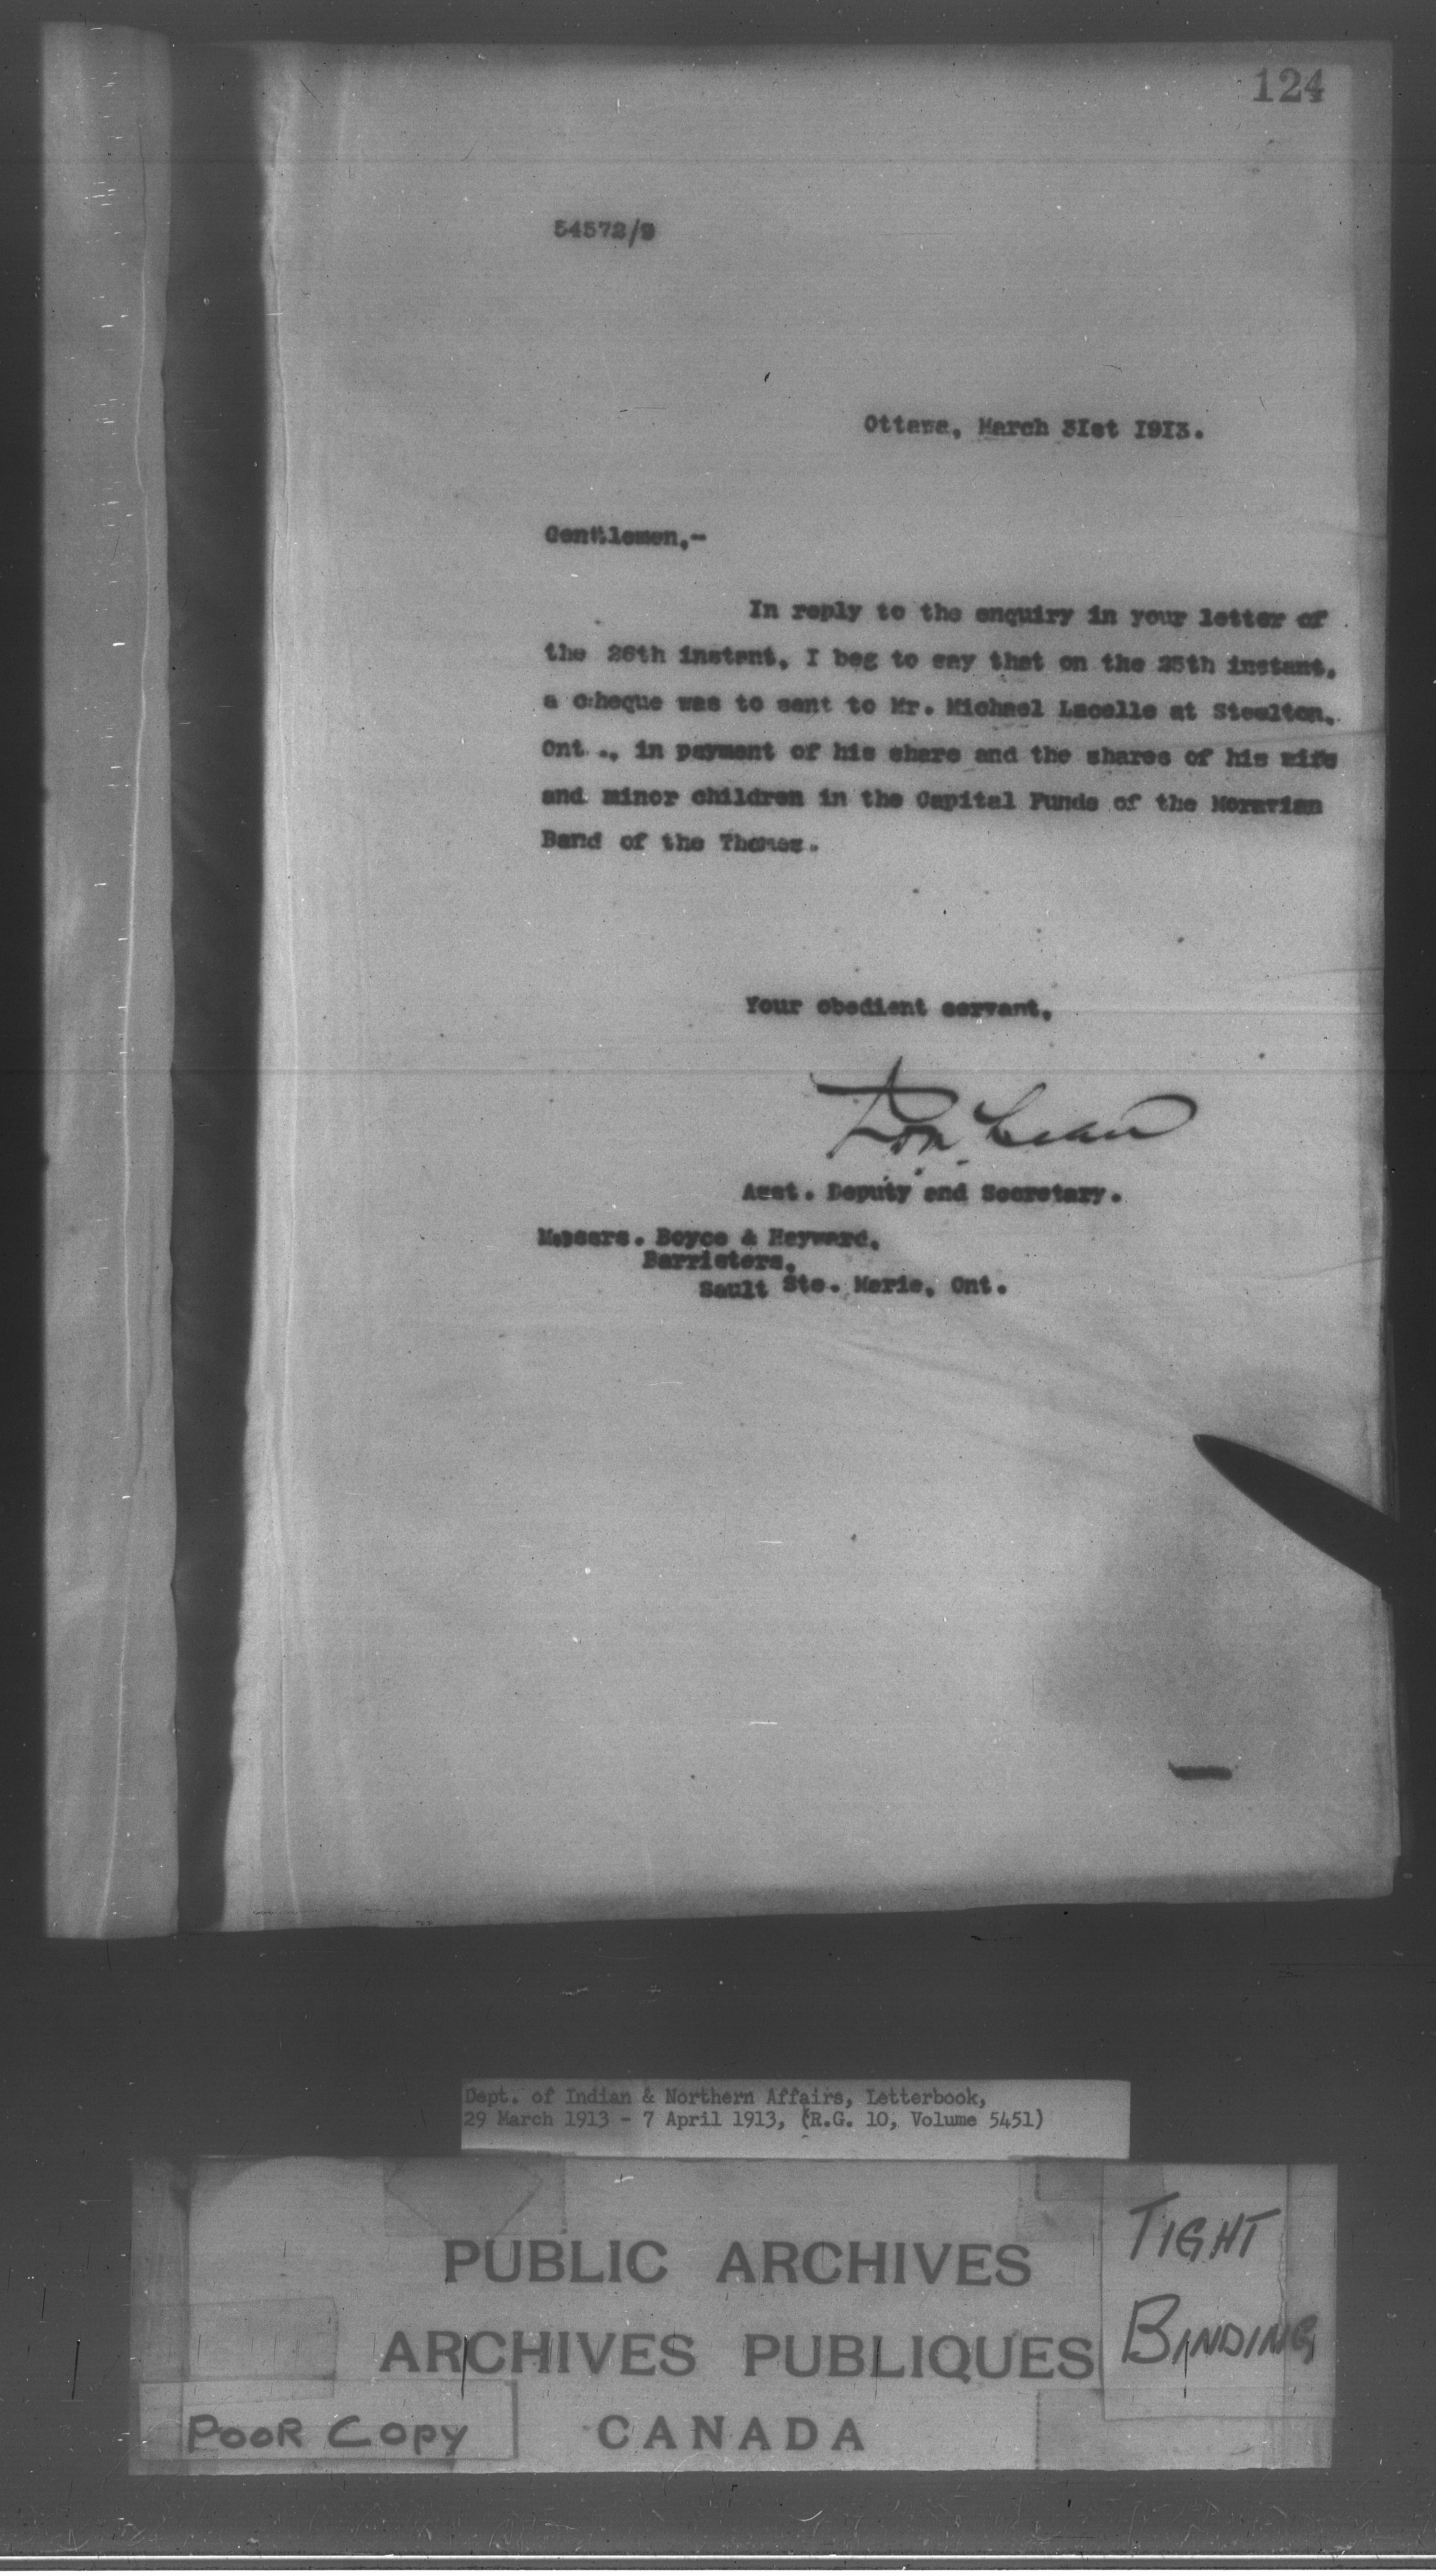 124
54572/9
Ottawa, March 3Ist I9I3.
Gentlemen,-
In reply to the enquiry in your letter of
the 26th instant, I beg to say that on the 25th instant,
a cheque was to sent to Mr. Michael Lacelle at Steelton,
Ont., in payment of his share and the shares of his wife
and minor children in the Capital Funds of the Moravian
Band of the Thames.
Your obedient servant,
Asst. Deputy and Secretary.
Messrs. Boyce & Hayward,
Barristers,
Sault Ste. Marie, Ont.
Dept. of Indian & Northern Affairs, Letterbook,
29 March 1913 - 7 April 1913, (R.G. 10, Volume 5451)
TIGHT
BINDING
PUBLIC ARCHIVES
ARCHIVES PUBLIQUES
CANADA
POOR COPY